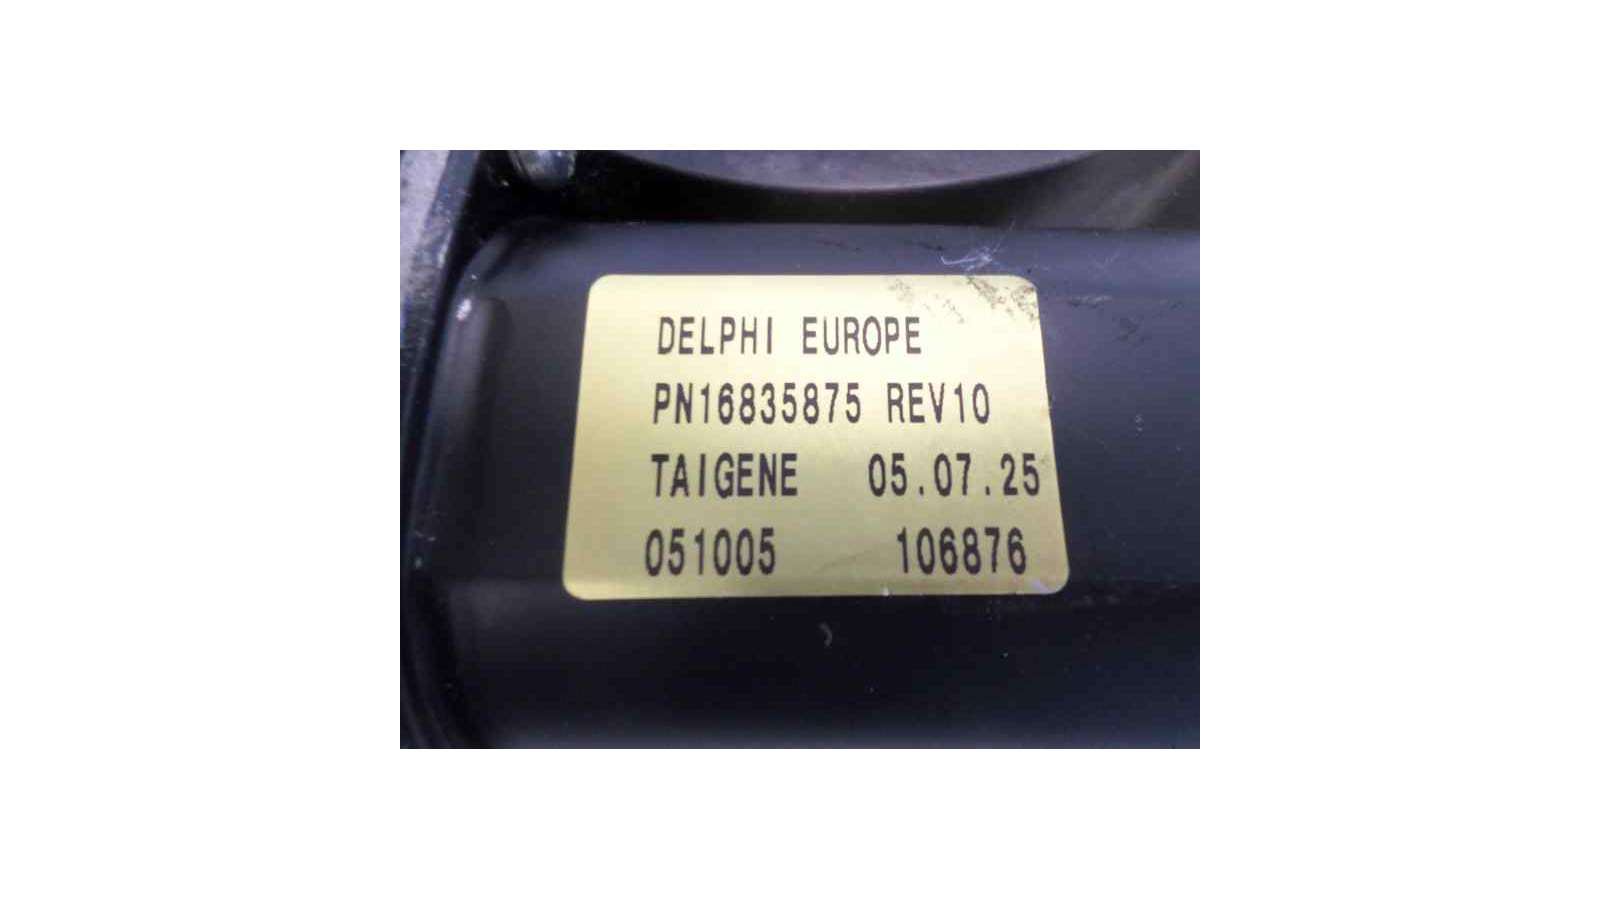 DELPHI EUROPE
PN16835875 REV10
TAIGENE 05.07.25
051005 106876